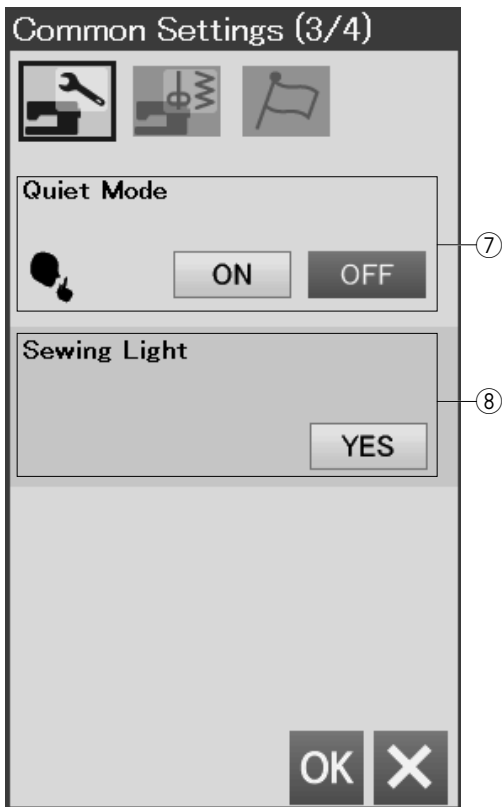 Common Settings (3/4)
Quiet Mode
ON OFF
⑦
Sewing Light
YES
⑧
OK